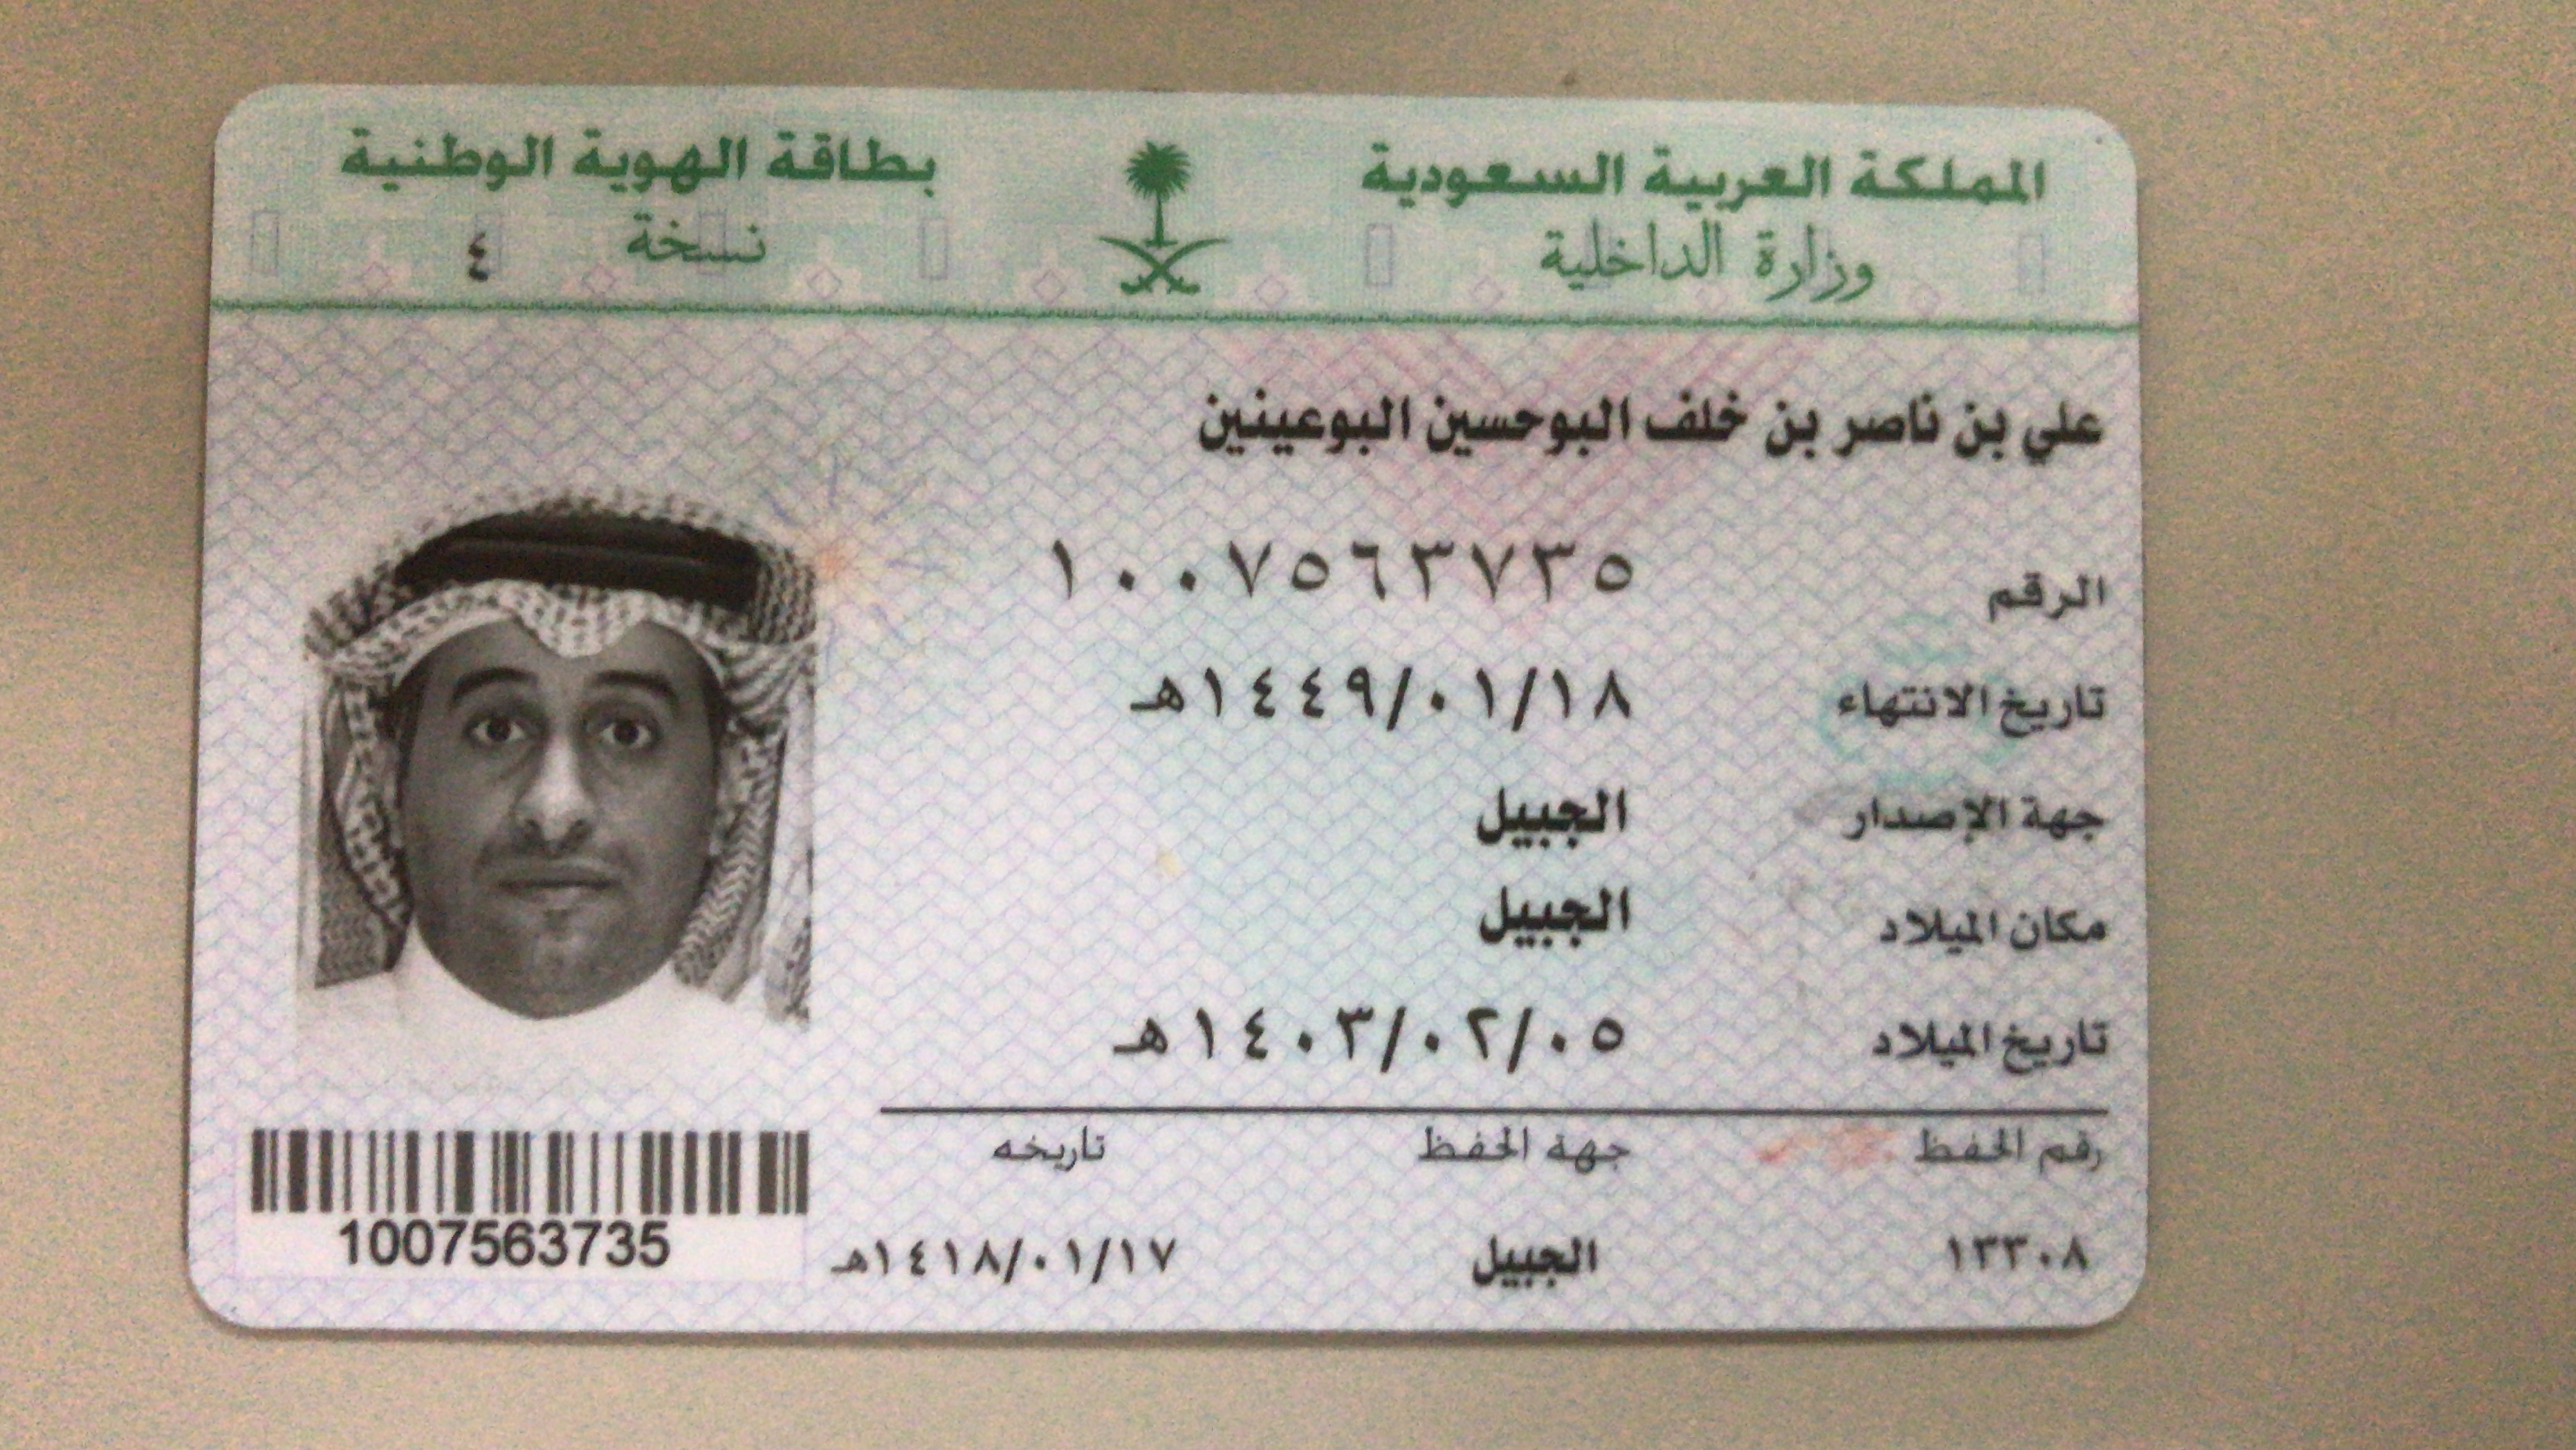 المملكة العربية السعودية
بطاقة الهوية الوطنية
وزارة الداخلية
نسخة ٤
علي بن ناصر بن خلف البوحسين البوعينين
الرقم ١٠٠٧٥٦٣٧٣٥
تاريخ الانتهاء ١٤٤٩/٠١/١٨هـ
جهة الإصدار الجبيل
مكان الميلاد الجبيل
تاريخ الميلاد ١٤٠٣/٠٢/٠٥هـ
رقم الحفظ جهة الحفظ تاريخه
١٣٣٠٨ الجبيل ١٤١٨/٠١/١٧هـ
1007563735